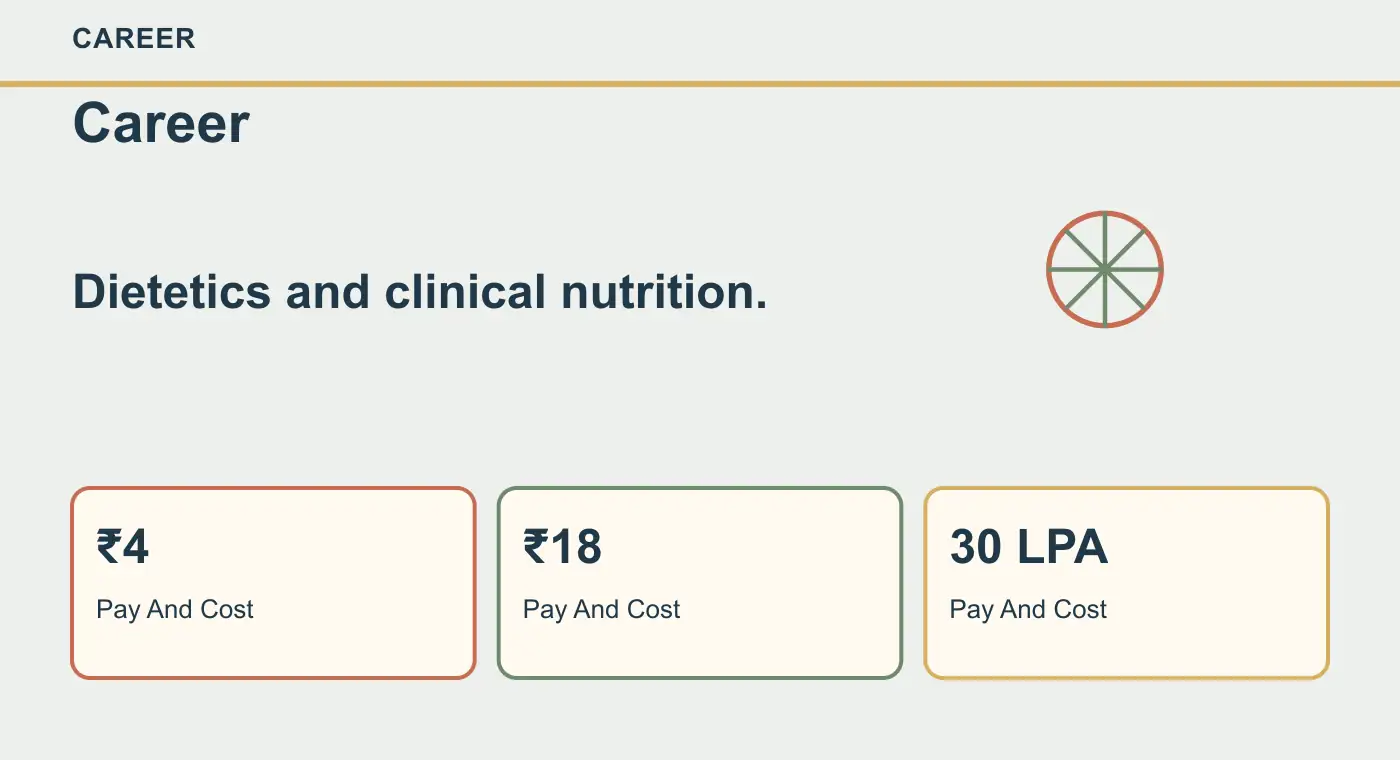 CAREER
Career
Dietetics and clinical nutrition.
₹4
Pay And Cost
₹18
Pay And Cost
30 LPA
Pay And Cost